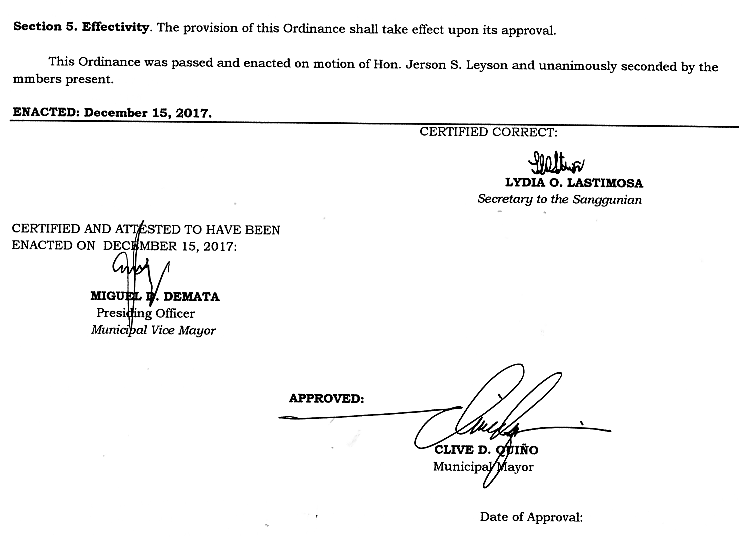 Section 5. Effectivity. The provision of this Ordinance shall take effect upon its approval.
This Ordinance was passed and enacted on motion of Hon. Jerson S. Leyson and unanimously seconded by the
mmbers present.
ENACTED: December 15, 2017.
CERTIFIED CORRECT:
LYDIA O. LASTIMOSA
Secretary to the Sanggunian
CERTIFIED AND ATTESTED TO HAVE BEEN
ENACTED ON DECEMBER 15, 2017:
MIGUEL D. DEMATA
Presiding Officer
Municipal Vice Mayor
APPROVED:
CLIVE D. QUIÑO
Municipal Mayor
Date of Approval: